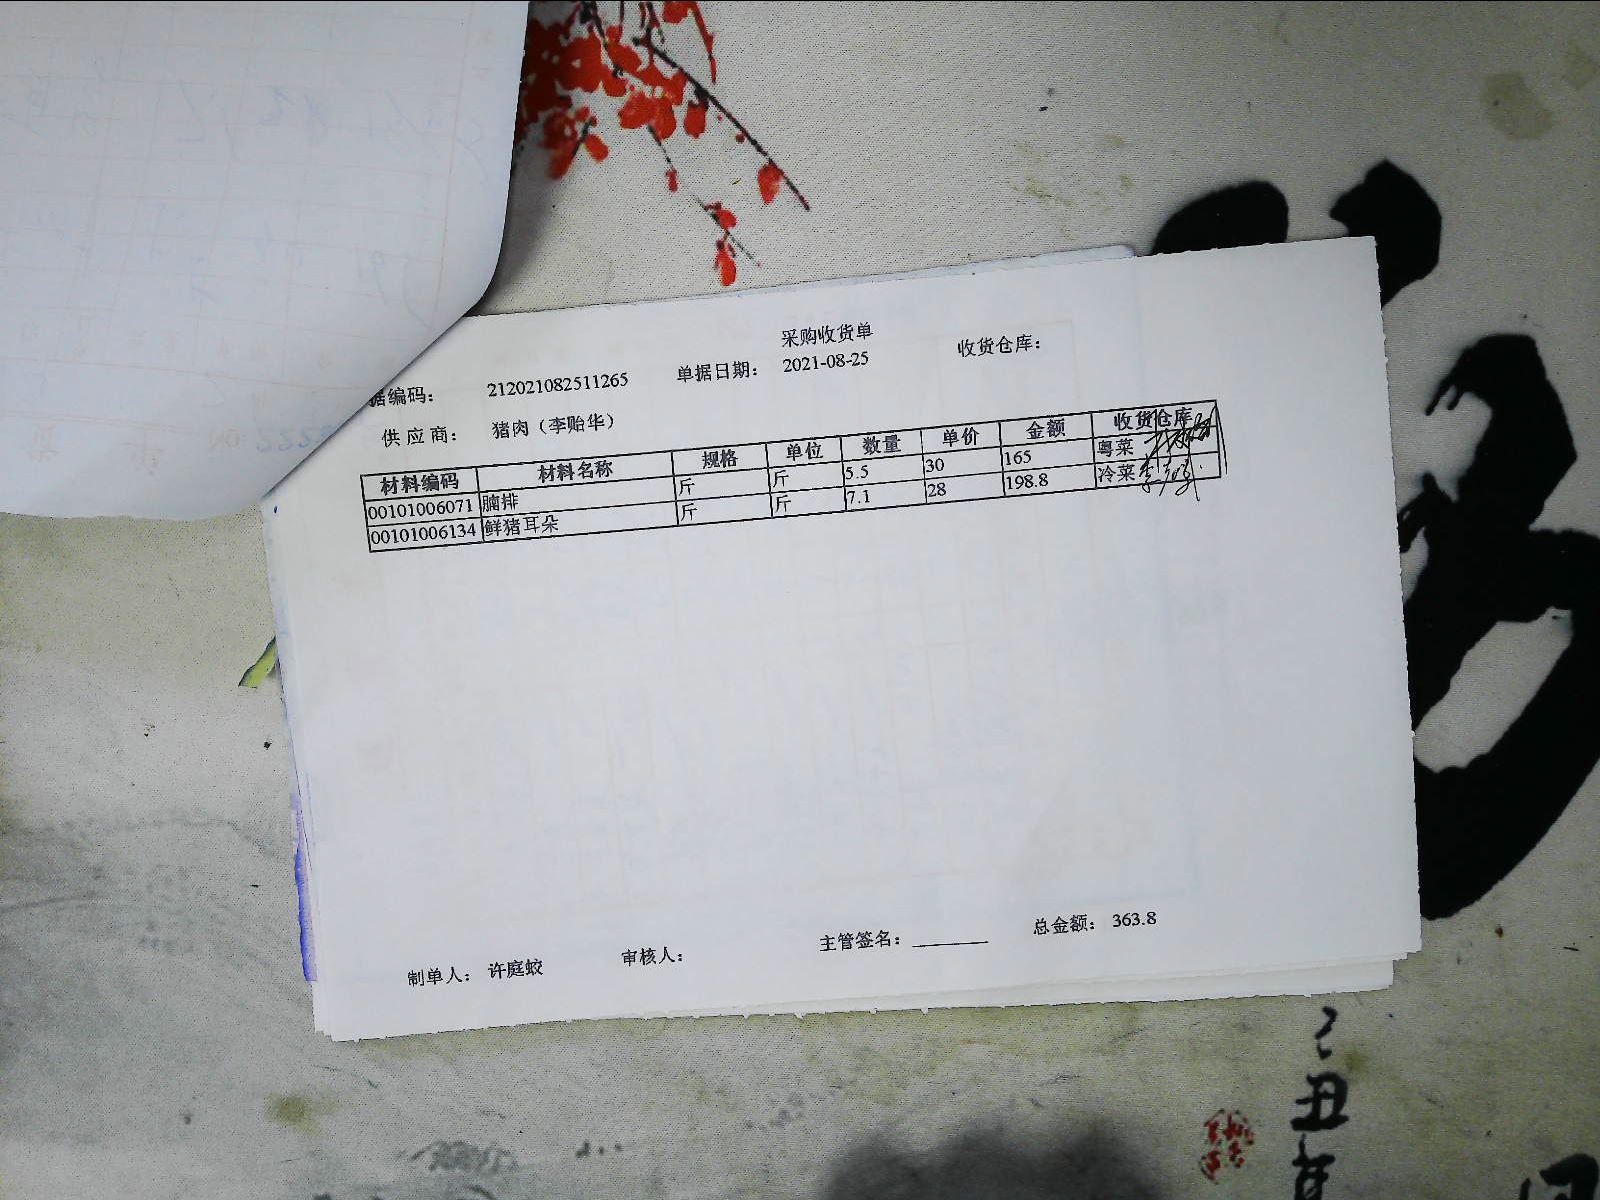 采购收货单
据编码： 212021082511265 单据日期： 2021-08-25 收货仓库：
供应商： 猪肉（李贻华）
材料编码 材料名称 规格 单位 数量 单价 金额 收货仓库
00101006071 腩排 斤 斤 5.5 30 165 粤菜
00101006134 鲜猪耳朵 斤 斤 7.1 28 198.8 冷菜
制单人： 许庭蛟 审核人： 主管签名： 总金额： 363.8
丑